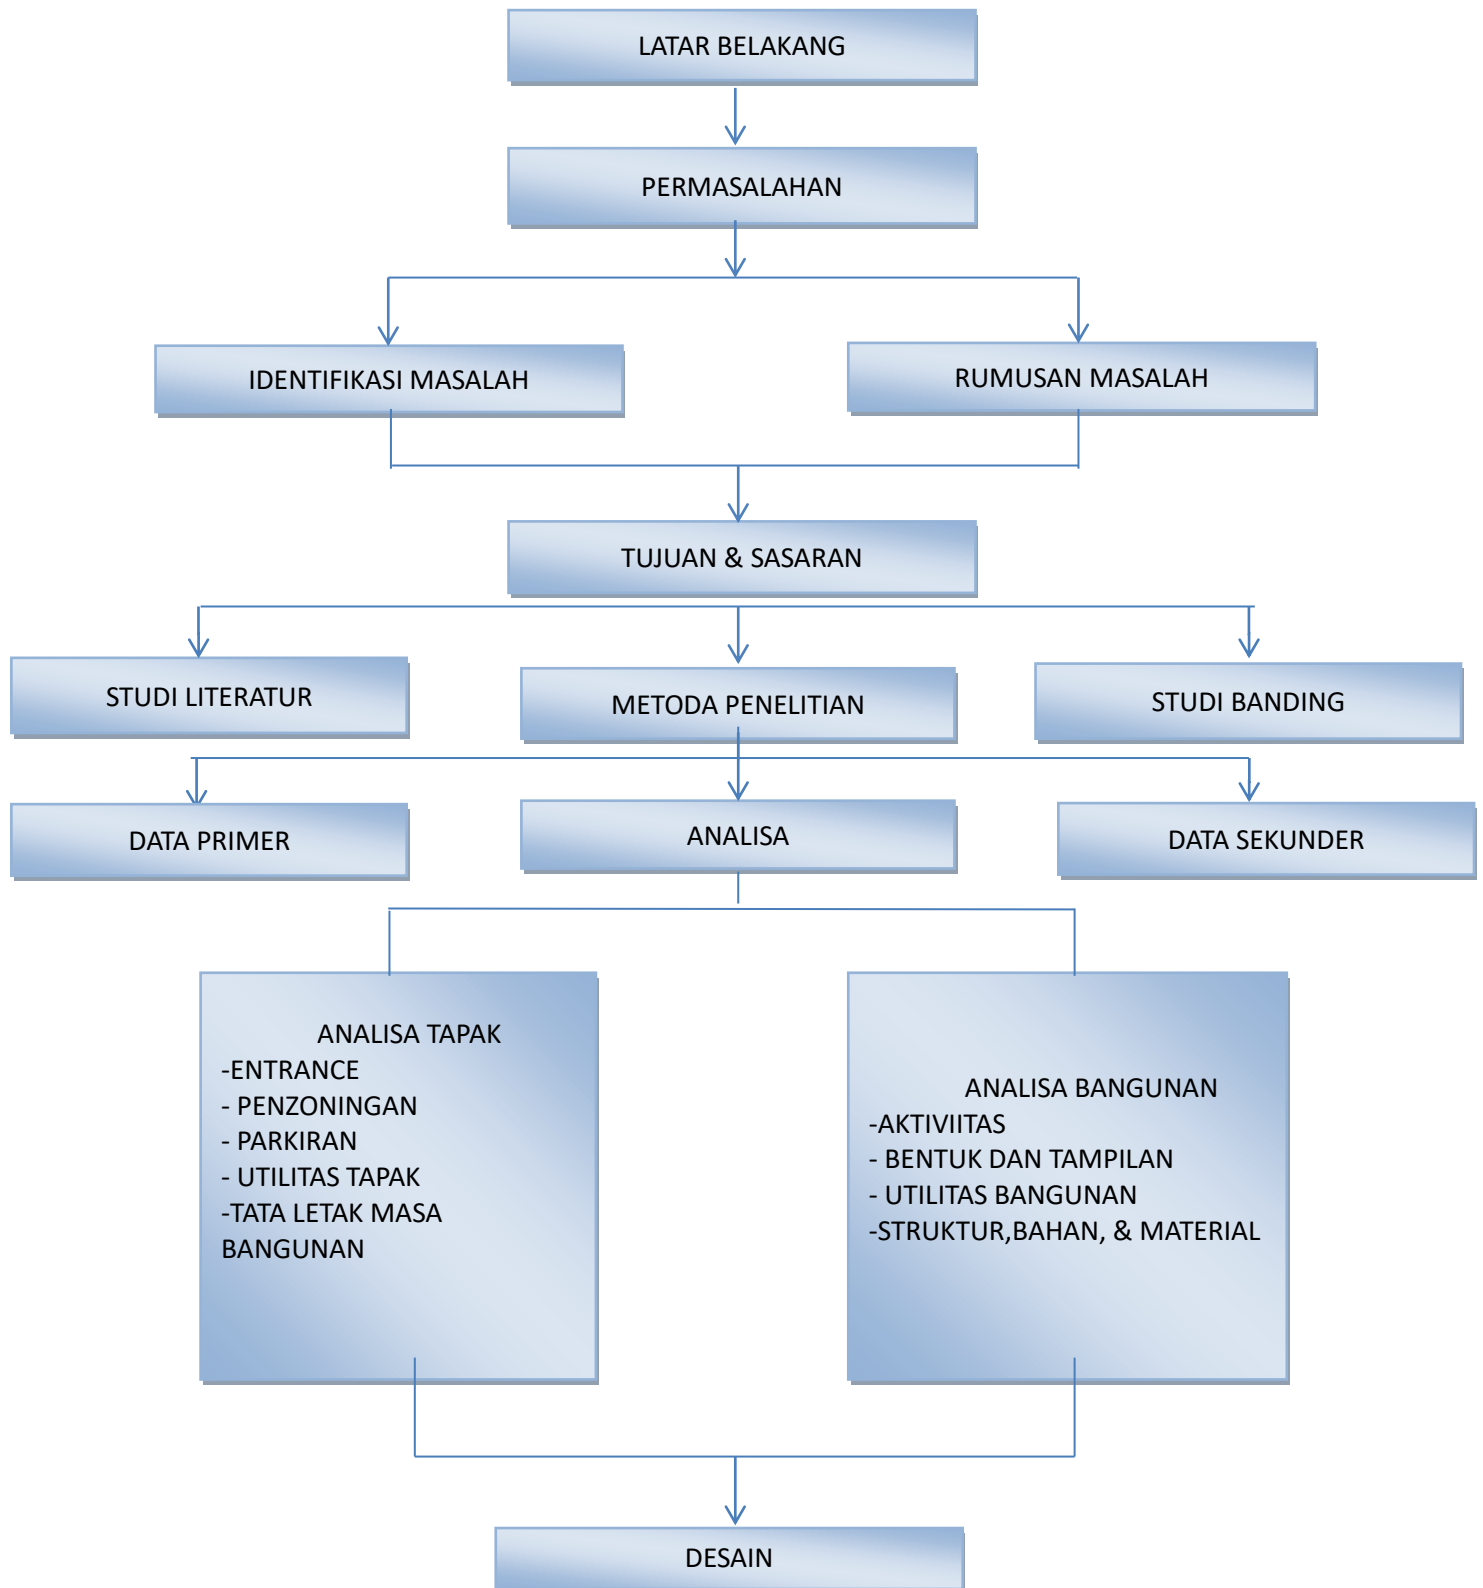 LATAR BELAKANG
PERMASALAHAN
IDENTIFIKASI MASALAH
RUMUSAN MASALAH
TUJUAN & SASARAN
STUDI LITERATUR
METODA PENELITIAN
STUDI BANDING
DATA PRIMER
ANALISA
DATA SEKUNDER
ANALISA TAPAK
-ENTRANCE
- PENZONINGAN
- PARKIRAN
- UTILITAS TAPAK
-TATA LETAK MASA
BANGUNAN
ANALISA BANGUNAN
-AKTIVIITAS
- BENTUK DAN TAMPILAN
- UTILITAS BANGUNAN
-STRUKTUR,BAHAN, & MATERIAL
DESAIN